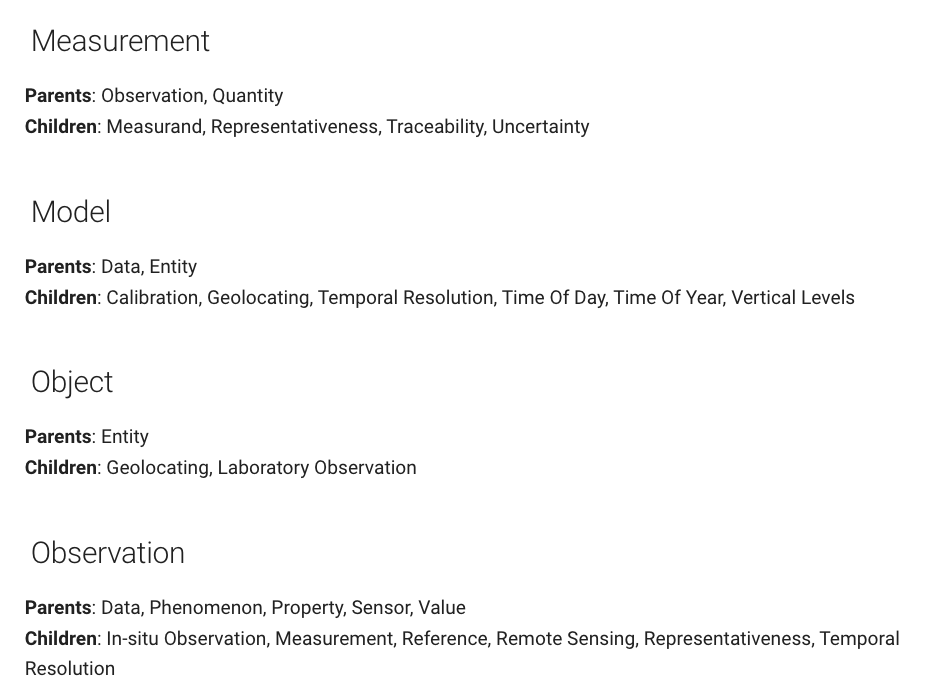 Measurement
Parents: Observation, Quantity
Children: Measurand, Representativeness, Traceability, Uncertainty
Model
Parents: Data, Entity
Children: Calibration, Geolocating, Temporal Resolution, Time Of Day, Time Of Year, Vertical Levels
Object
Parents: Entity
Children: Geolocating, Laboratory Observation
Observation
Parents: Data, Phenomenon, Property, Sensor, Value
Children: In-situ Observation, Measurement, Reference, Remote Sensing, Representativeness, Temporal
Resolution